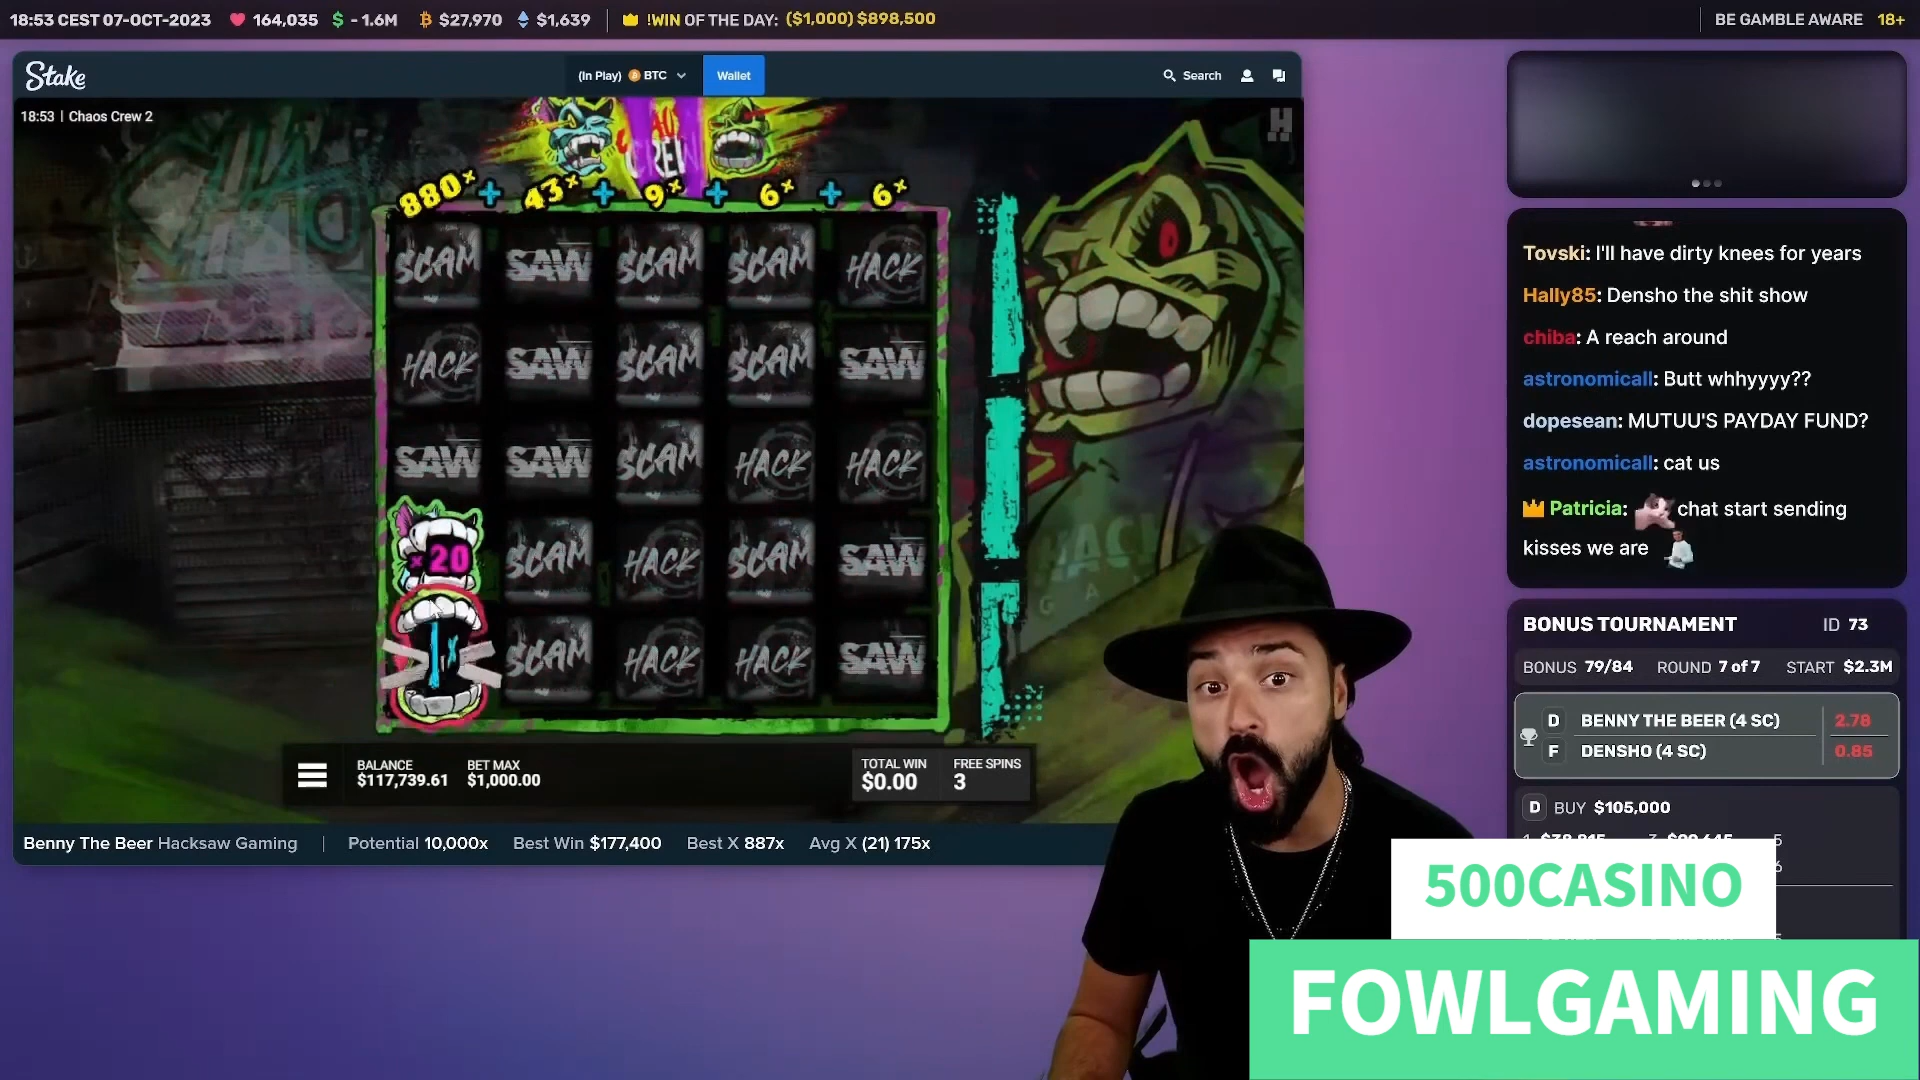 18:53 CEST 07-OCT-2023 164,035 $ - 1.6M $27,970 $1,639 !WIN OF THE DAY: ($1,000) $898,500 BE GAMBLE AWARE 18+
Stake (In Play) BTC Wallet Search
18:53 | Chaos Crew 2
CREW
880x + 43x + 9x + 6x + 6x
SCAM SAW SCAM SCAM HACK
HACK SAW SCAM SCAM SAW
SAW SAW SCAM HACK HACK
x20 SCAM HACK SCAM SAW
SCAM HACK HACK SAW
BALANCE BET MAX TOTAL WIN FREE SPINS
$117,739.61 $1,000.00 $0.00 3
Benny The Beer Hacksaw Gaming | Potential 10,000x Best Win $177,400 Best X 887x Avg X (21) 175x
Tovski: I'll have dirty knees for years
Hally85: Densho the shit show
chiba: A reach around
astronomicall: Butt whhyyyy??
dopesean: MUTUU'S PAYDAY FUND?
astronomicall: cat us
Patricia: chat start sending
kisses we are
BONUS TOURNAMENT ID 73
BONUS 79/84 ROUND 7 of 7 START $2.3M
D BENNY THE BEER (4 SC) 2.78
F DENSHO (4 SC) 0.85
D BUY $105,000
500CASINO
FOWLGAMING